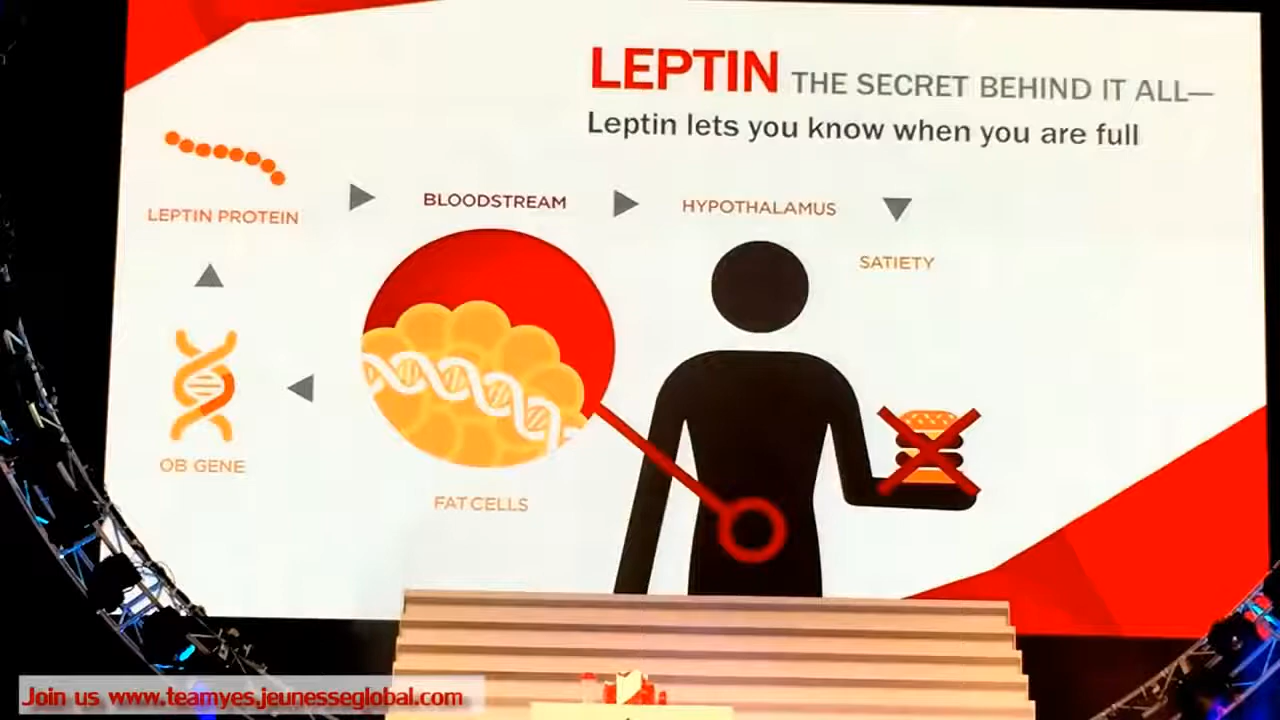 LEPTIN THE SECRET BEHIND IT ALL—
Leptin lets you know when you are full
LEPTIN PROTEIN
BLOODSTREAM
HYPOTHALAMUS
SATIETY
OB GENE
FAT CELLS
Join us www.teamyes.jeunesseglobal.com